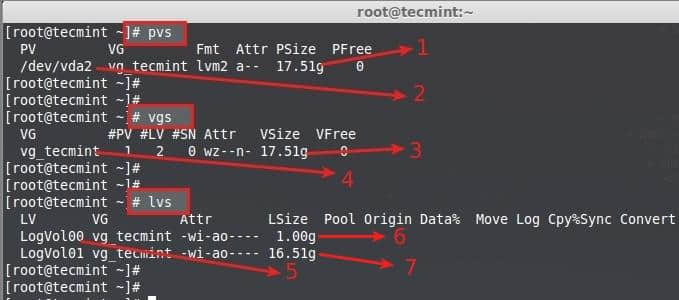 root@tecmint:~
[root@tecmint ~]# pvs
PV VG Fmt Attr PSize PFree
/dev/vda2 vg_tecmint lvm2 a-- 17.51g 0
1
[root@tecmint ~]#
2
[root@tecmint ~]#
[root@tecmint ~]# vgs
VG #PV #LV #SN Attr VSize VFree
vg_tecmint 1 2 0 wz--n- 17.51g 0
3
[root@tecmint ~]#
4
[root@tecmint ~]#
[root@tecmint ~]# lvs
LV VG Attr LSize Pool Origin Data% Move Log Cpy%Sync Convert
LogVol00 vg_tecmint -wi-ao---- 1.00g
6
LogVol01 vg_tecmint -wi-ao---- 16.51g
7
[root@tecmint ~]#
5
[root@tecmint ~]#
[root@tecmint ~]#